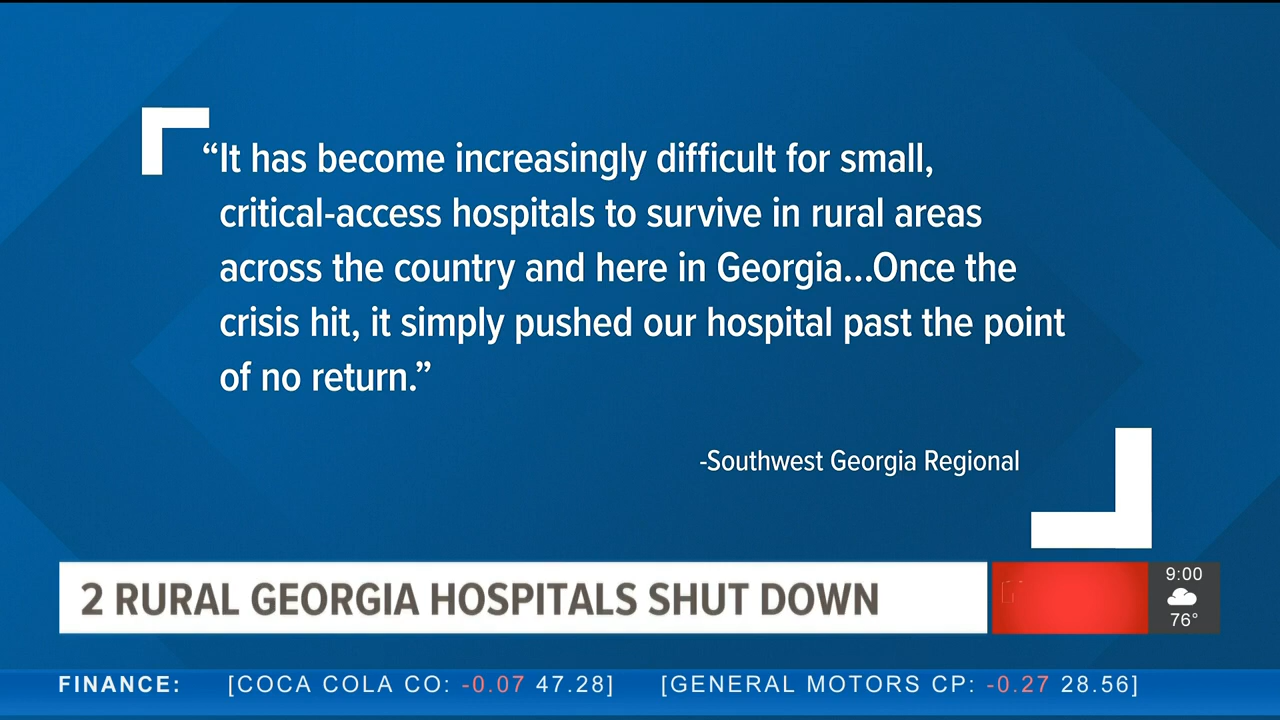 “It has become increasingly difficult for small,
critical-access hospitals to survive in rural areas
across the country and here in Georgia...Once the
crisis hit, it simply pushed our hospital past the point
of no return.”
-Southwest Georgia Regional
2 RURAL GEORGIA HOSPITALS SHUT DOWN
9:00
76°
FINANCE: [COCA COLA CO: -0.07 47.28] [GENERAL MOTORS CP: -0.27 28.56]